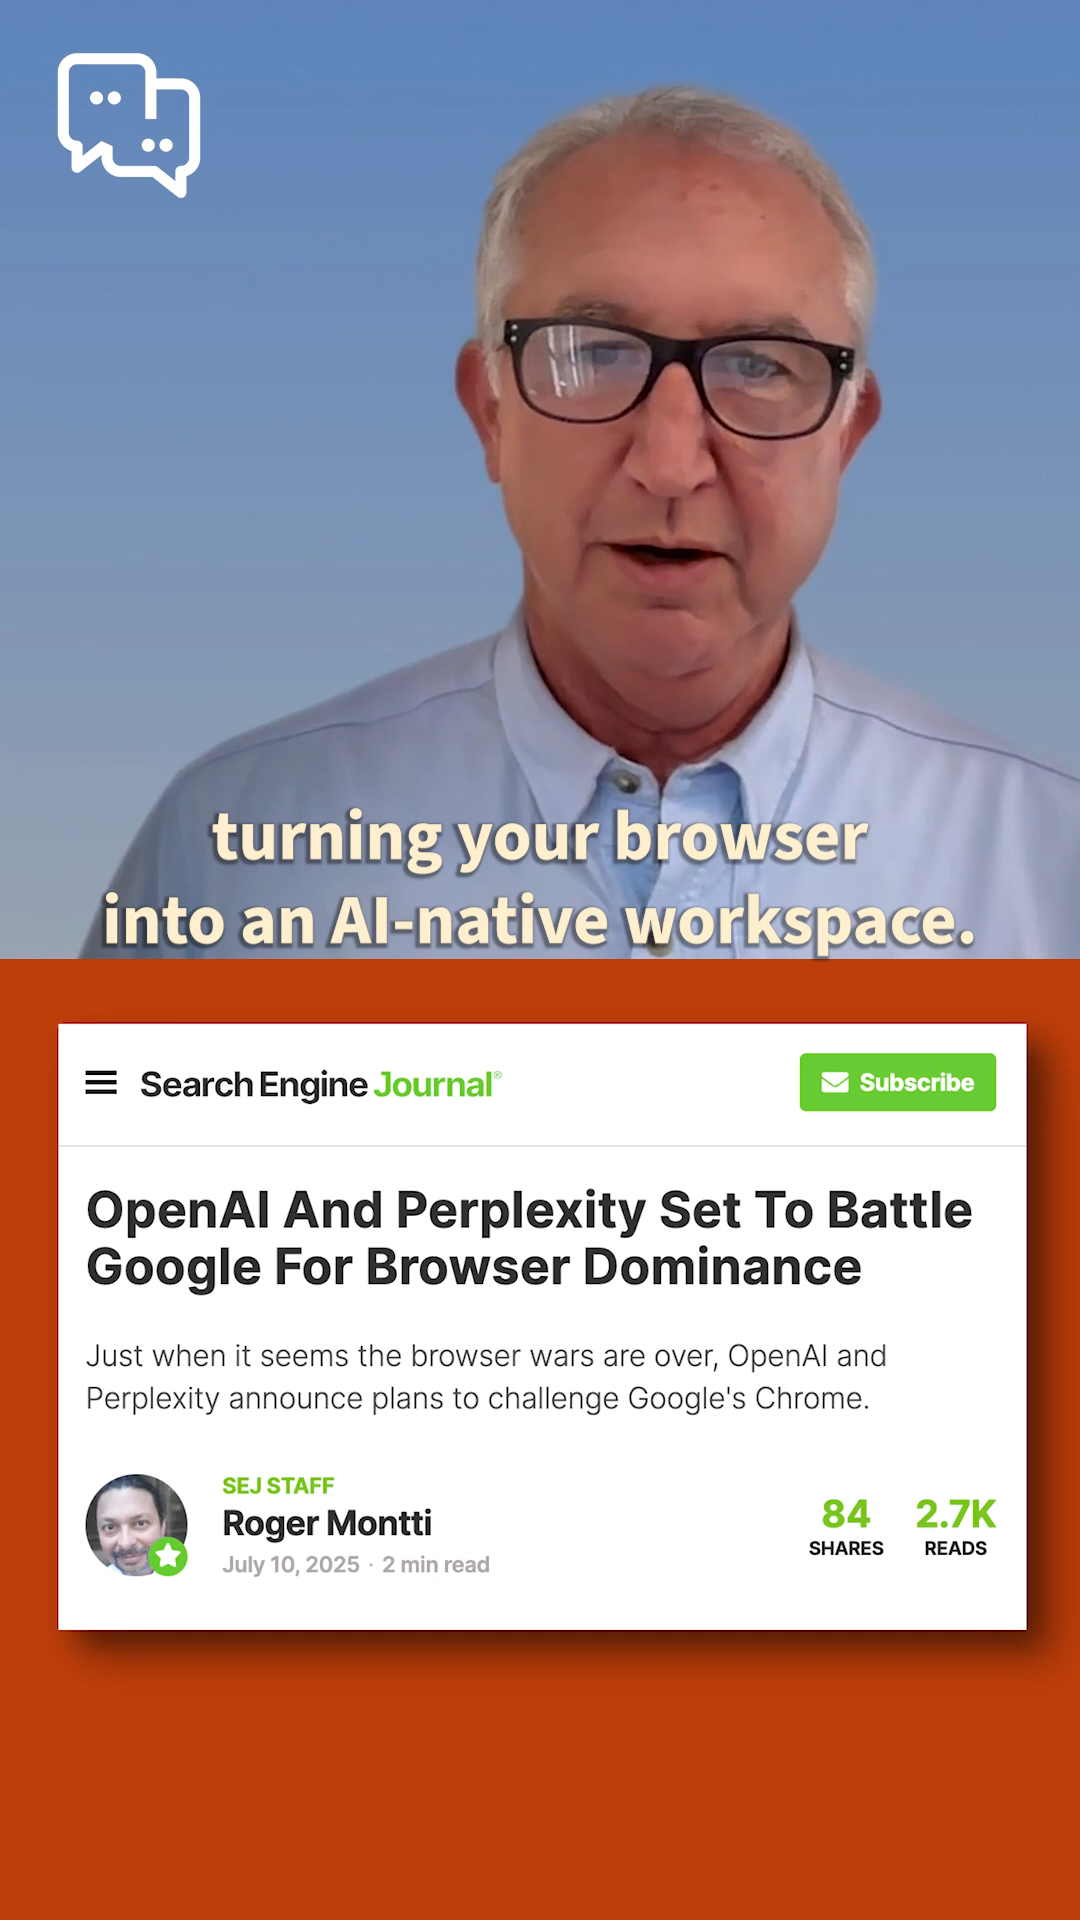 turning your browser
into an AI-native workspace.
Search Engine Journal®
Subscribe
OpenAI And Perplexity Set To Battle
Google For Browser Dominance
Just when it seems the browser wars are over, OpenAI and
Perplexity announce plans to challenge Google's Chrome.
SEJ STAFF
Roger Montti
July 10, 2025 · 2 min read
84
SHARES
2.7K
READS